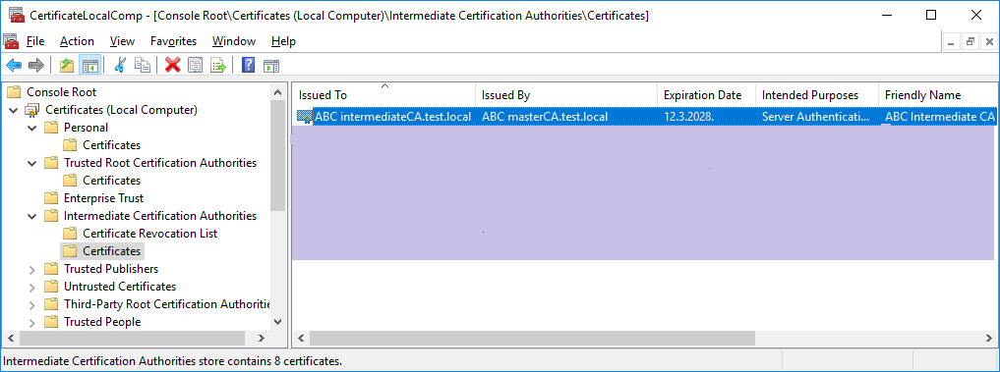 CertificateLocalComp - [Console Root\Certificates (Local Computer)\Intermediate Certification Authorities\Certificates]
File Action View Favorites Window Help
Console Root
Certificates (Local Computer)
Personal
Certificates
Trusted Root Certification Authorities
Certificates
Enterprise Trust
Intermediate Certification Authorities
Certificate Revocation List
Certificates
Trusted Publishers
Untrusted Certificates
Third-Party Root Certification Authoritie
Trusted People
Issued To Issued By Expiration Date Intended Purposes Friendly Name
ABC intermediateCA.test.local ABC masterCA.test.local 12.3.2028. Server Authenticati... ABC Intermediate CA
Intermediate Certification Authorities store contains 8 certificates.